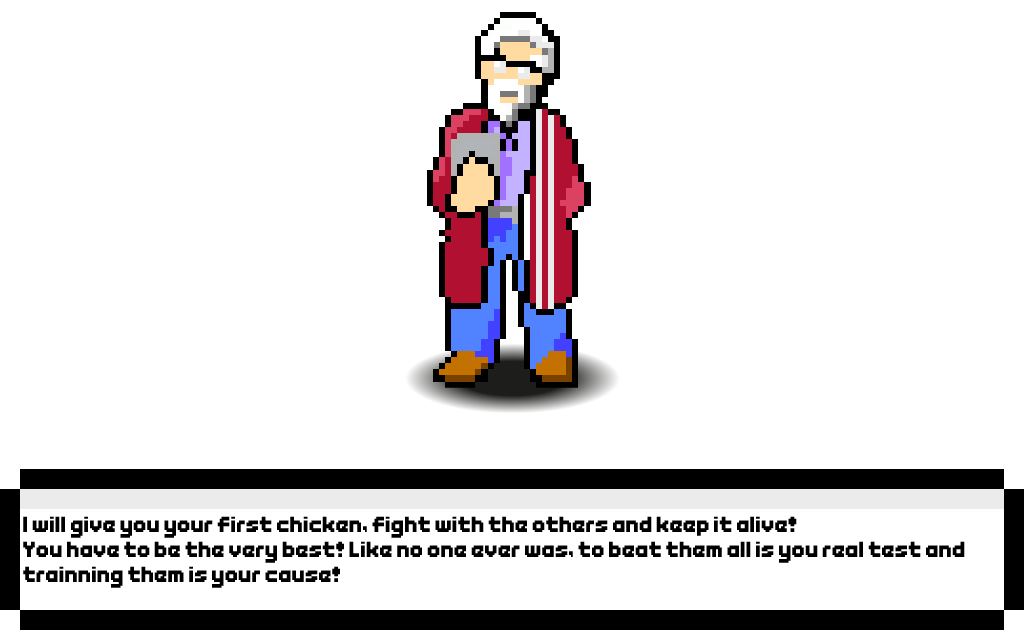 I will give you your first chicken, fight with the others and keep it alive!
You have to be the very best! Like no one ever was, to beat them all is you real test and
trainning them is your cause!